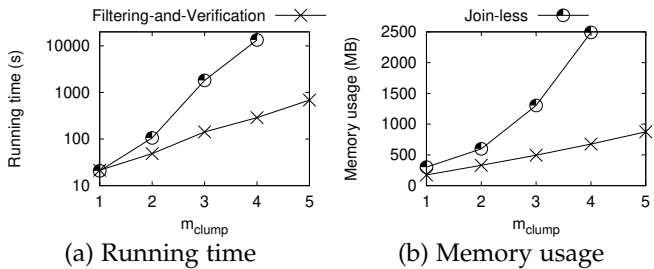 Filtering-and-Verification
Join-less
Running time (s)
10000
1000
100
10
1 2 3 4 5
m_clump
(a) Running time
Memory usage (MB)
2500
2000
1500
1000
500
0
1 2 3 4 5
m_clump
(b) Memory usage